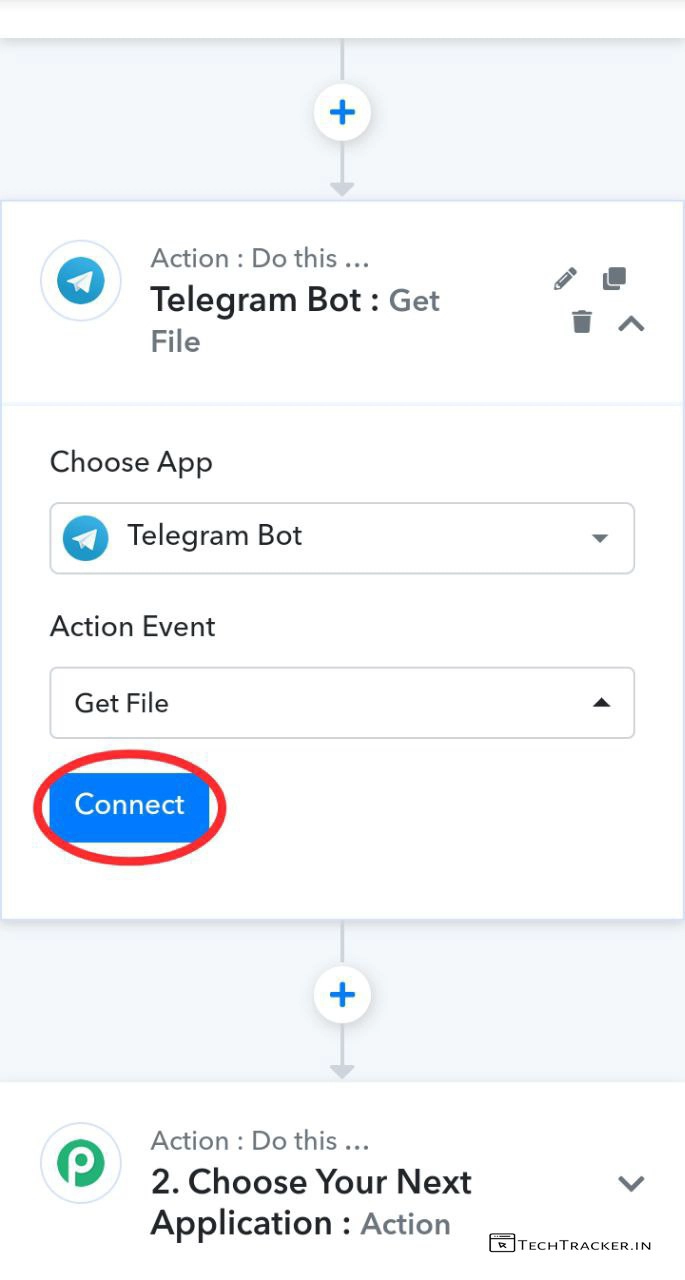 Action : Do this ...
Telegram Bot : Get
File
Choose App
Telegram Bot
Action Event
Get File
Connect
Action : Do this ...
2. Choose Your Next
Application : Action
TECHTRACKER.IN